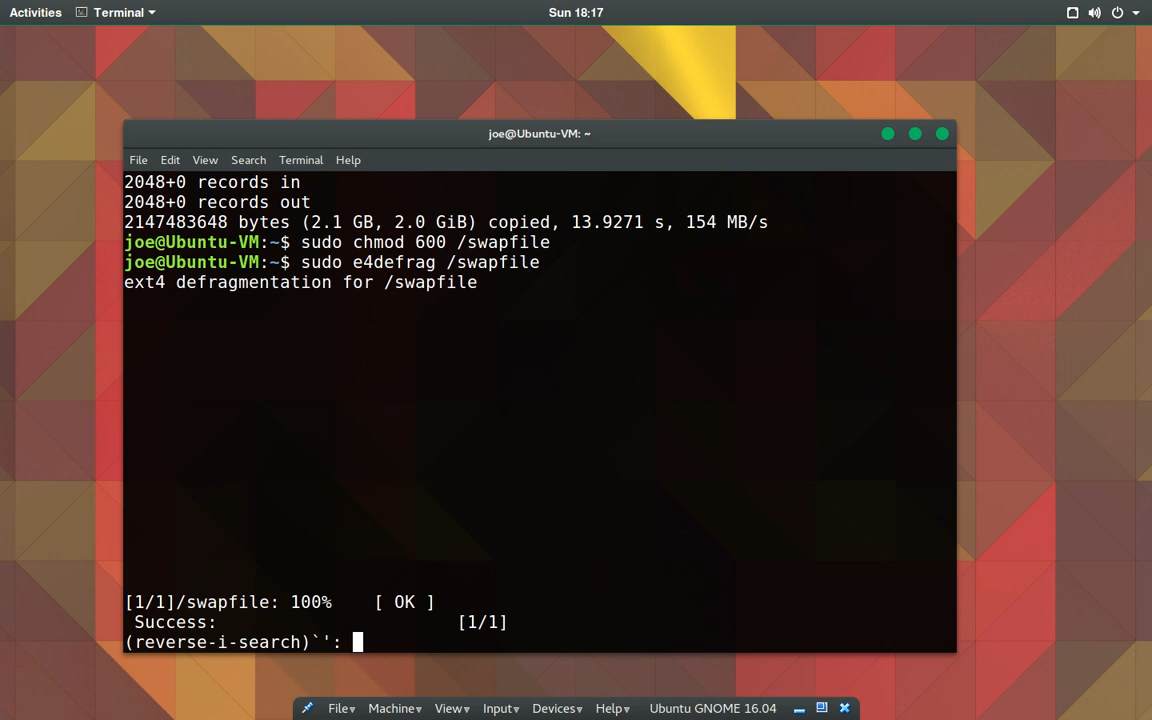 Activities Terminal Sun 18:17
joe@Ubuntu-VM: ~
File Edit View Search Terminal Help
2048+0 records in
2048+0 records out
2147483648 bytes (2.1 GB, 2.0 GiB) copied, 13.9271 s, 154 MB/s
joe@Ubuntu-VM:~$ sudo chmod 600 /swapfile
joe@Ubuntu-VM:~$ sudo e4defrag /swapfile
ext4 defragmentation for /swapfile
[1/1]/swapfile: 100% [ OK ]
Success: [1/1]
(reverse-i-search)`':
File Machine View Input Devices Help Ubuntu GNOME 16.04